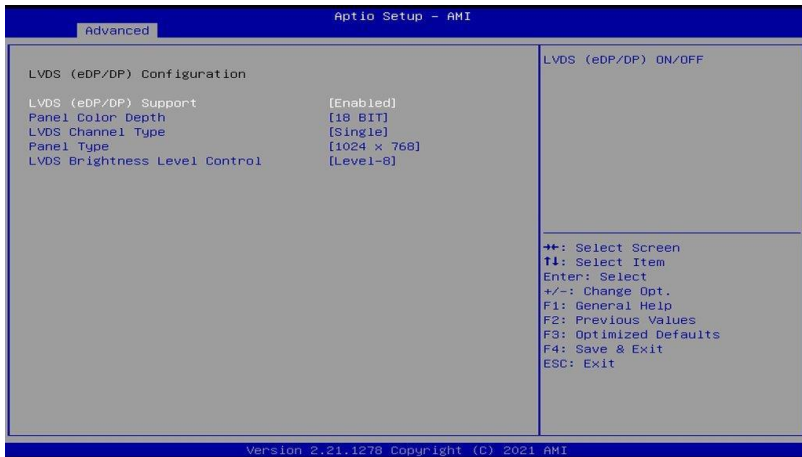 Aptio Setup - AMI
Advanced
LVDS (eDP/DP) Configuration
LVDS (eDP/DP) Support [Enabled]
Panel Color Depth [18 BIT]
LVDS Channel Type [Single]
Panel Type [1024 x 768]
LVDS Brightness Level Control [Level-8]
LVDS (eDP/DP) ON/OFF
→←: Select Screen
↑↓: Select Item
Enter: Select
+/-: Change Opt.
F1: General Help
F2: Previous Values
F3: Optimized Defaults
F4: Save & Exit
ESC: Exit
Version 2.21.1278 Copyright (C) 2021 AMI